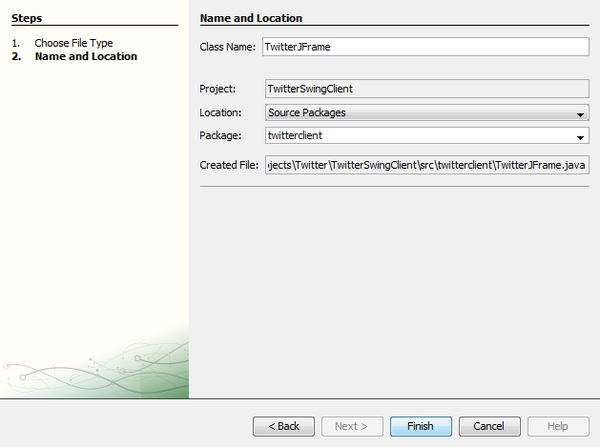 Steps
1. Choose File Type
2. Name and Location
Name and Location
Class Name: TwitterJFrame
Project: TwitterSwingClient
Location: Source Packages
Package: twitterclient
Created File: jects\Twitter\TwitterSwingClient\src\twitterclient\TwitterJFrame.java
< Back Next > Finish Cancel Help